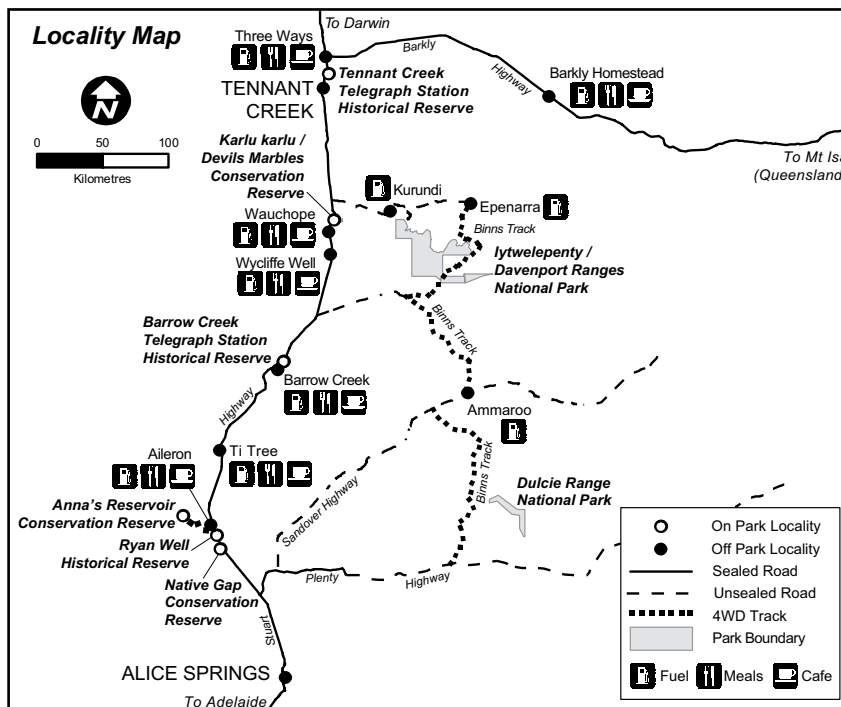 Locality Map
To Darwin
Three Ways
Barkly
Highway
Barkly Homestead
Tennant Creek
Telegraph Station
Historical Reserve
TENNANT
CREEK
N
0 50 100
Kilometres
To Mt Isa
(Queensland
Karlu karlu /
Devils Marbles
Conservation
Reserve
Kurundi
Epenarra
Binns Track
Wauchope
Wycliffe Well
Iytwelepenty /
Davenport Ranges
National Park
Barrow Creek
Telegraph Station
Historical Reserve
Binns Track
Barrow Creek
Highway
Ammaroo
Ti Tree
Aileron
Binns Track
Dulcie Range
National Park
Anna's Reservoir
Conservation Reserve
Sandover Highway
Ryan Well
Historical Reserve
Native Gap
Conservation
Reserve
Plenty
Highway
Stuart
ALICE SPRINGS
To Adelaide
On Park Locality
Off Park Locality
Sealed Road
Unsealed Road
4WD Track
Park Boundary
Fuel
Meals
Cafe